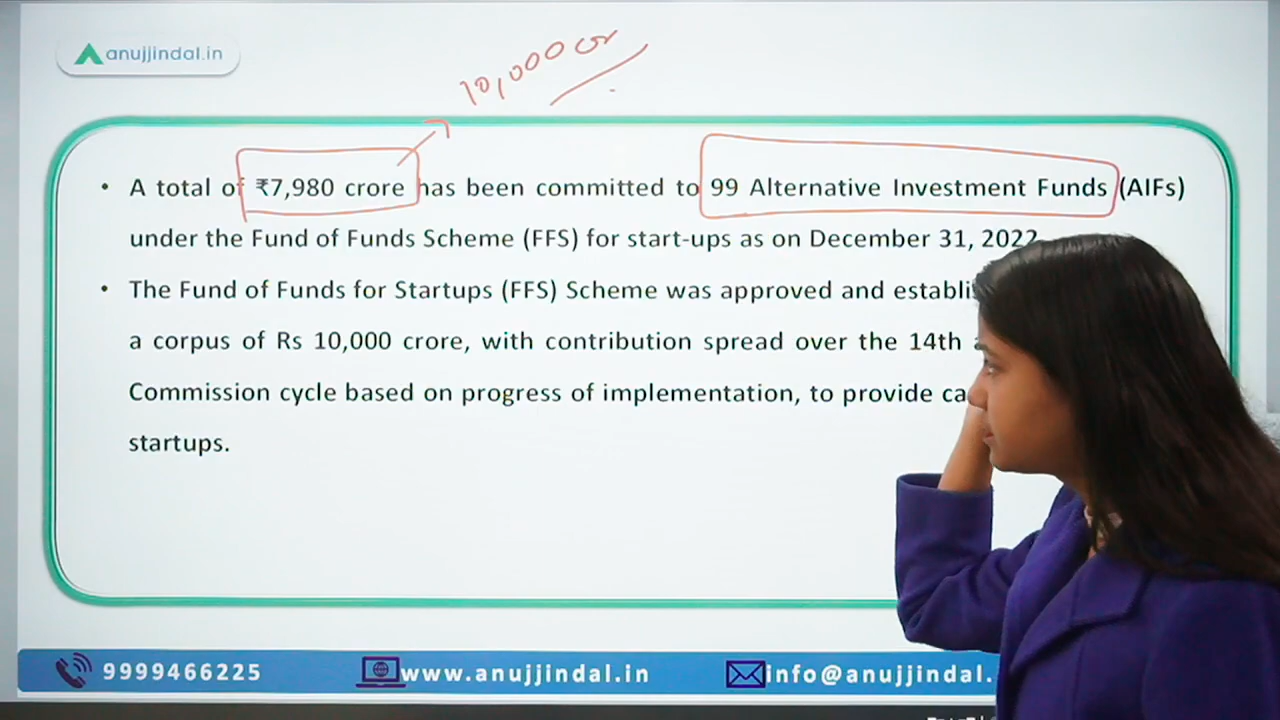 anujjindal.in
10,000 cr
• A total of ₹7,980 crore has been committed to 99 Alternative Investment Funds (AIFs)
under the Fund of Funds Scheme (FFS) for start-ups as on December 31, 2022
• The Fund of Funds for Startups (FFS) Scheme was approved and establi
a corpus of Rs 10,000 crore, with contribution spread over the 14th
Commission cycle based on progress of implementation, to provide ca
startups.
9999466225 www.anujjindal.in info@anujjindal.